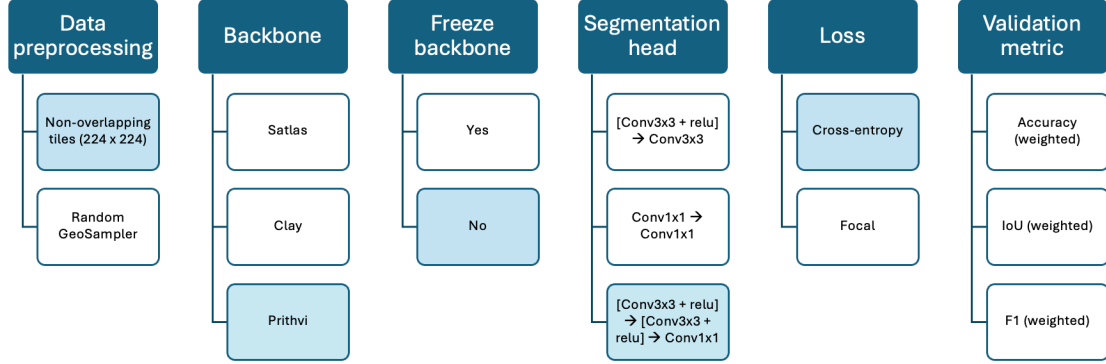 Data
preprocessing
Non-overlapping
tiles (224 x 224)
Random
GeoSampler
Backbone
Satlas
Clay
Prithvi
Freeze
backbone
Yes
No
Segmentation
head
[Conv3x3 + relu]
→ Conv3x3
Conv1x1 →
Conv1x1
[Conv3x3 + relu]
→ [Conv3x3 +
relu] → Conv1x1
Loss
Cross-entropy
Focal
Validation
metric
Accuracy
(weighted)
IoU (weighted)
F1 (weighted)